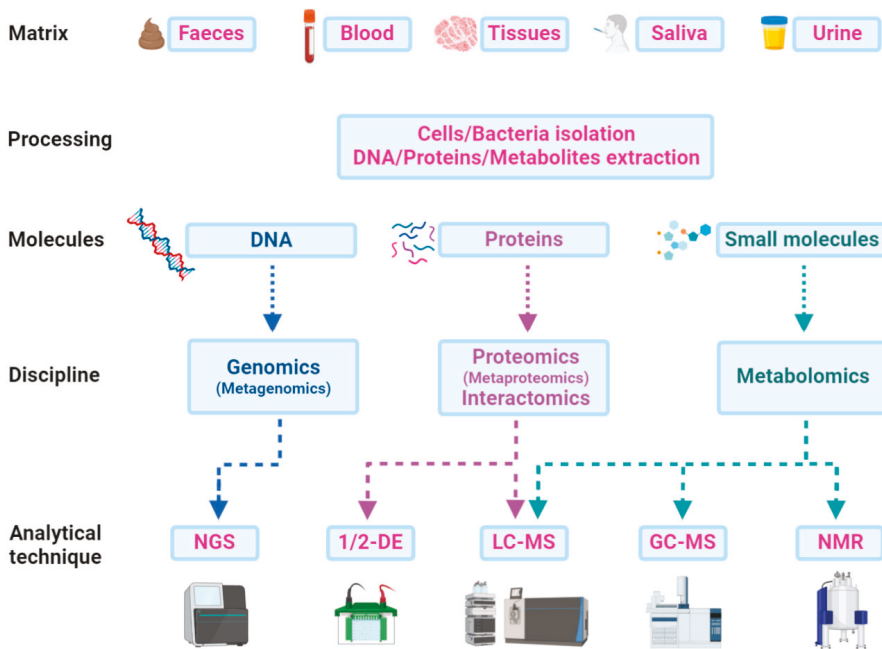 Matrix
Faeces
Blood
Tissues
Saliva
Urine
Processing
Cells/Bacteria isolation
DNA/Proteins/Metabolites extraction
Molecules
DNA
Proteins
Small molecules
Discipline
Genomics
(Metagenomics)
Proteomics
(Metaproteomics)
Interactomics
Metabolomics
Analytical
technique
NGS
1/2-DE
LC-MS
GC-MS
NMR